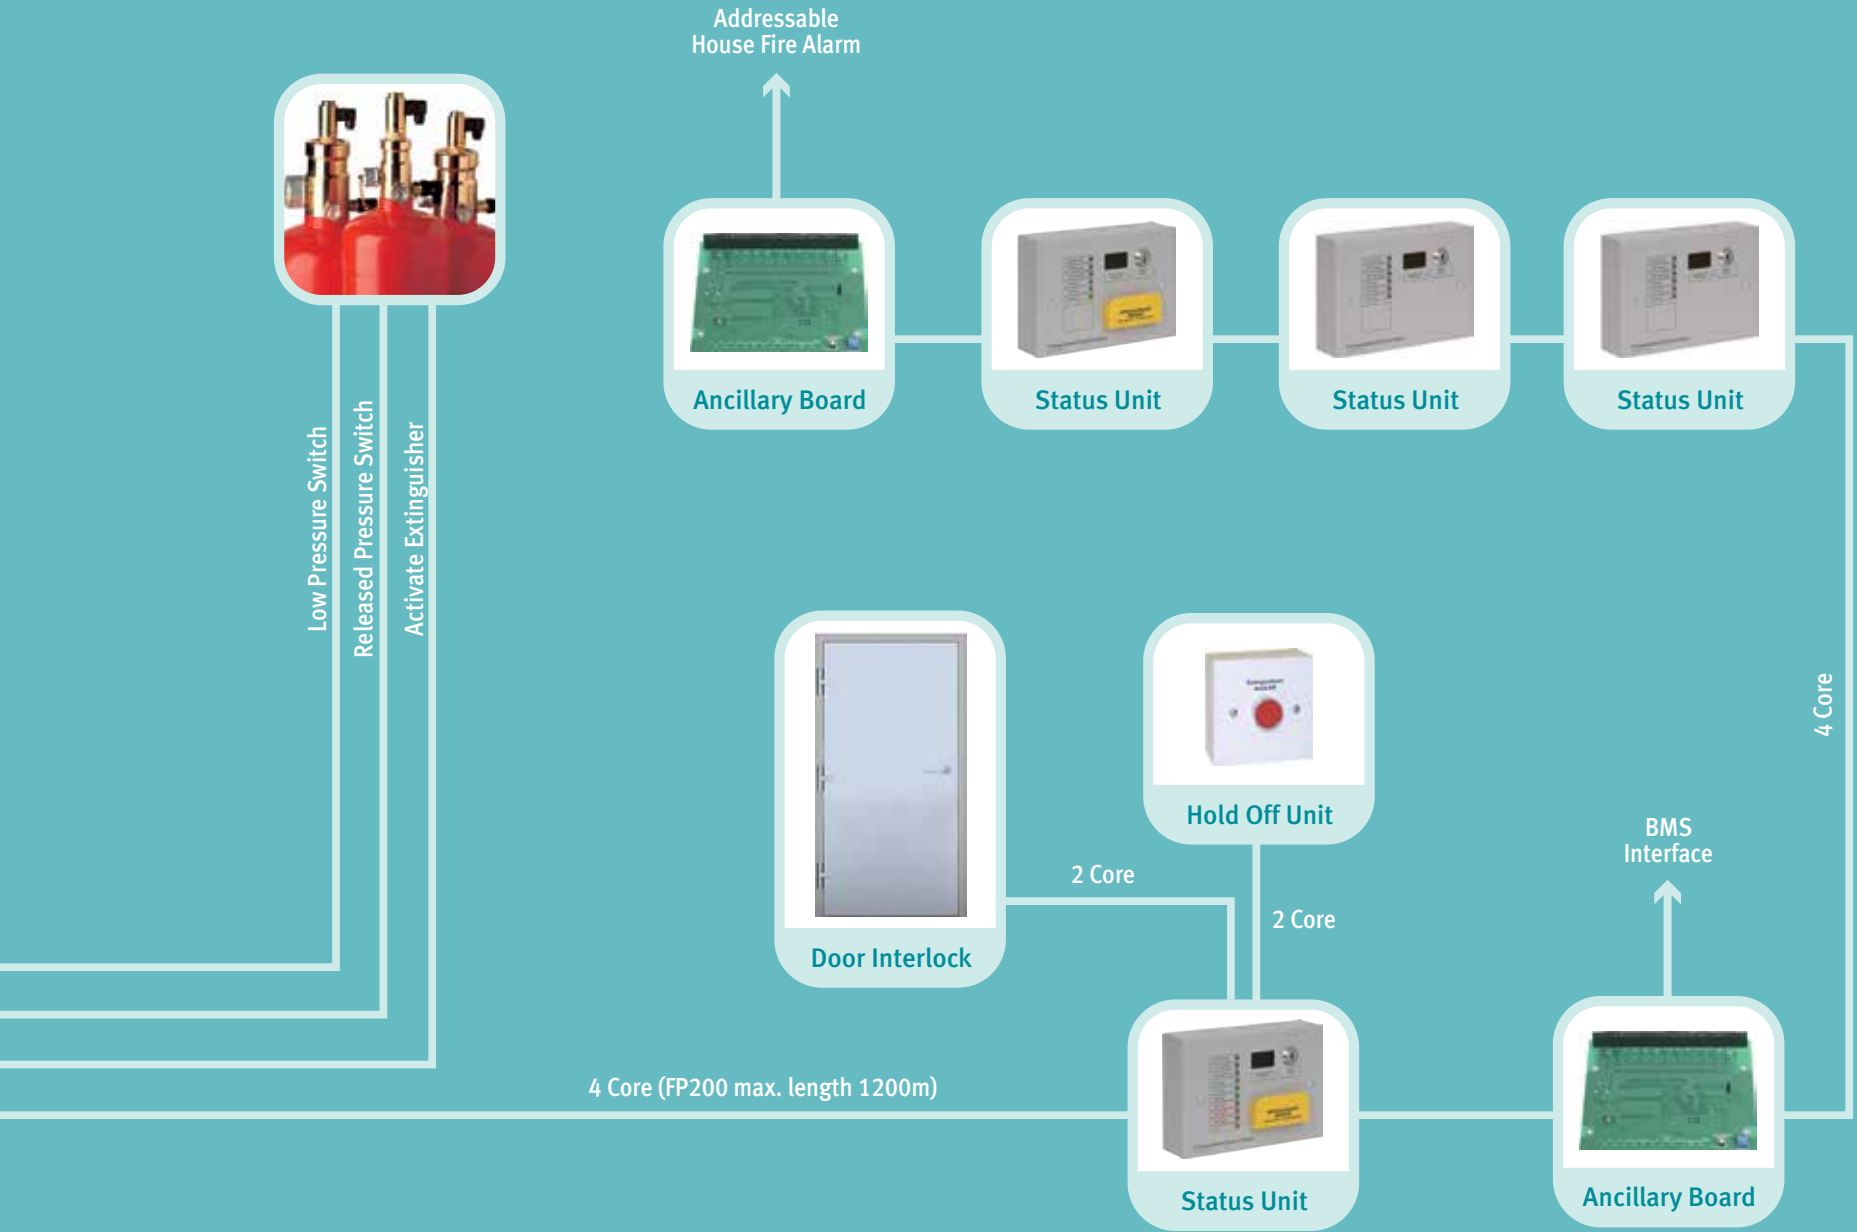 Addressable
House Fire Alarm
Ancillary Board
Status Unit
Status Unit
Status Unit
Low Pressure Switch
Released Pressure Switch
Activate Extinguisher
4 Core
Hold Off Unit
BMS
Interface
2 Core
2 Core
Door Interlock
4 Core (FP200 max. length 1200m)
Status Unit
Ancillary Board